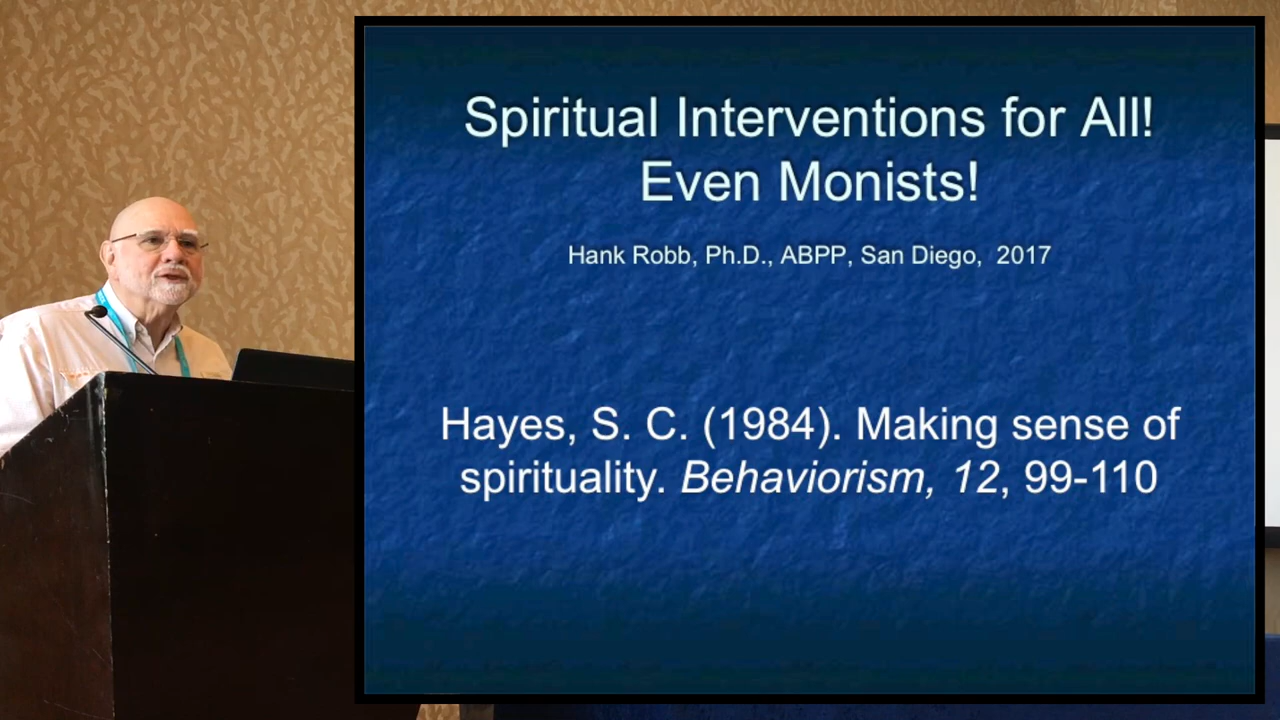 Spiritual Interventions for All!
Even Monists!
Hank Robb, Ph.D., ABPP, San Diego,  2017
Hayes, S. C. (1984). Making sense of
spirituality. Behaviorism, 12, 99-110